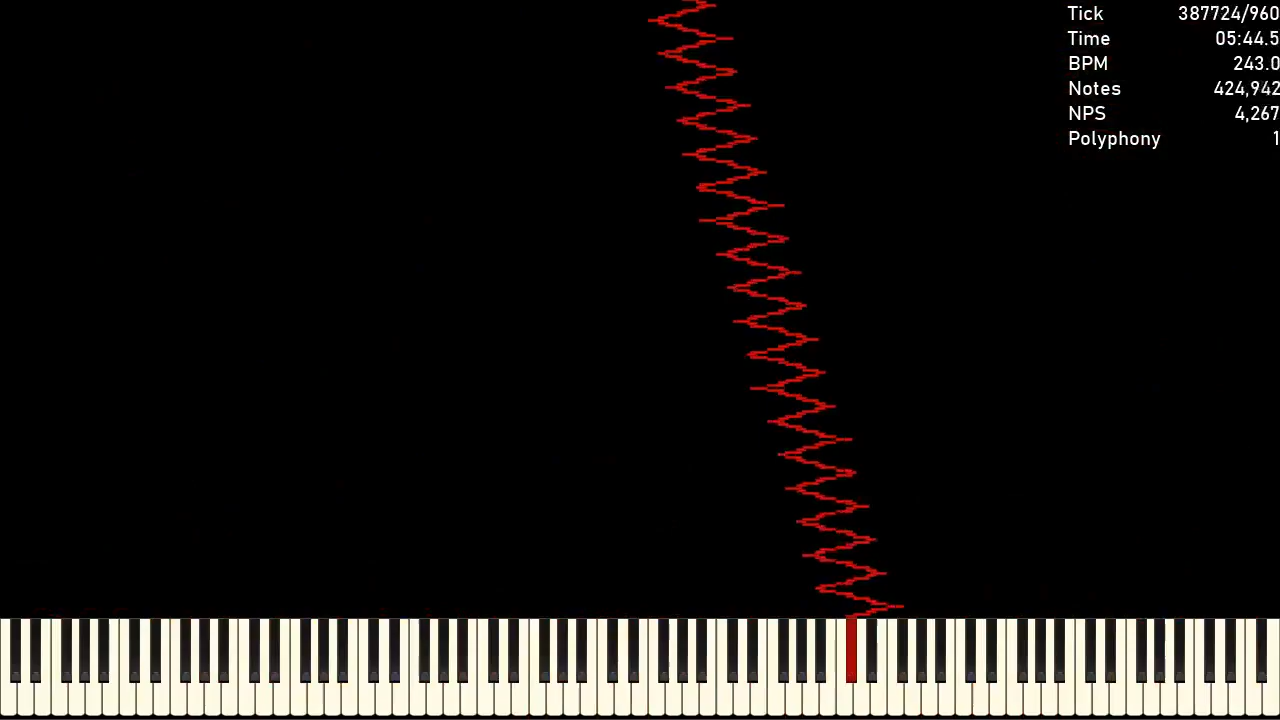 Tick 387724/960
Time 05:44.5
BPM 243.0
Notes 424,942
NPS 4,267
Polyphony 1